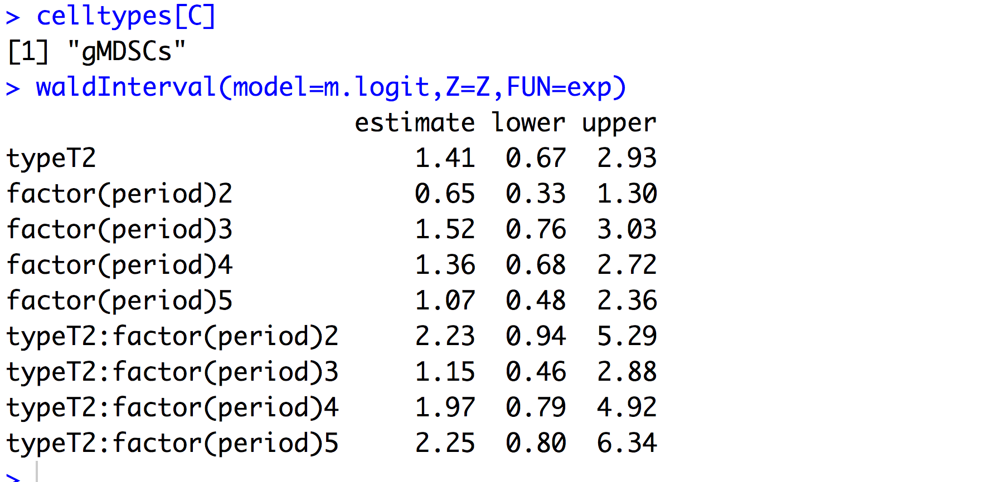 > celltypes[C]
[1] "gMDSCs"
> waldInterval(model=m.logit,Z=Z,FUN=exp)
estimate lower upper
typeT2 1.41 0.67 2.93
factor(period)2 0.65 0.33 1.30
factor(period)3 1.52 0.76 3.03
factor(period)4 1.36 0.68 2.72
factor(period)5 1.07 0.48 2.36
typeT2:factor(period)2 2.23 0.94 5.29
typeT2:factor(period)3 1.15 0.46 2.88
typeT2:factor(period)4 1.97 0.79 4.92
typeT2:factor(period)5 2.25 0.80 6.34
>